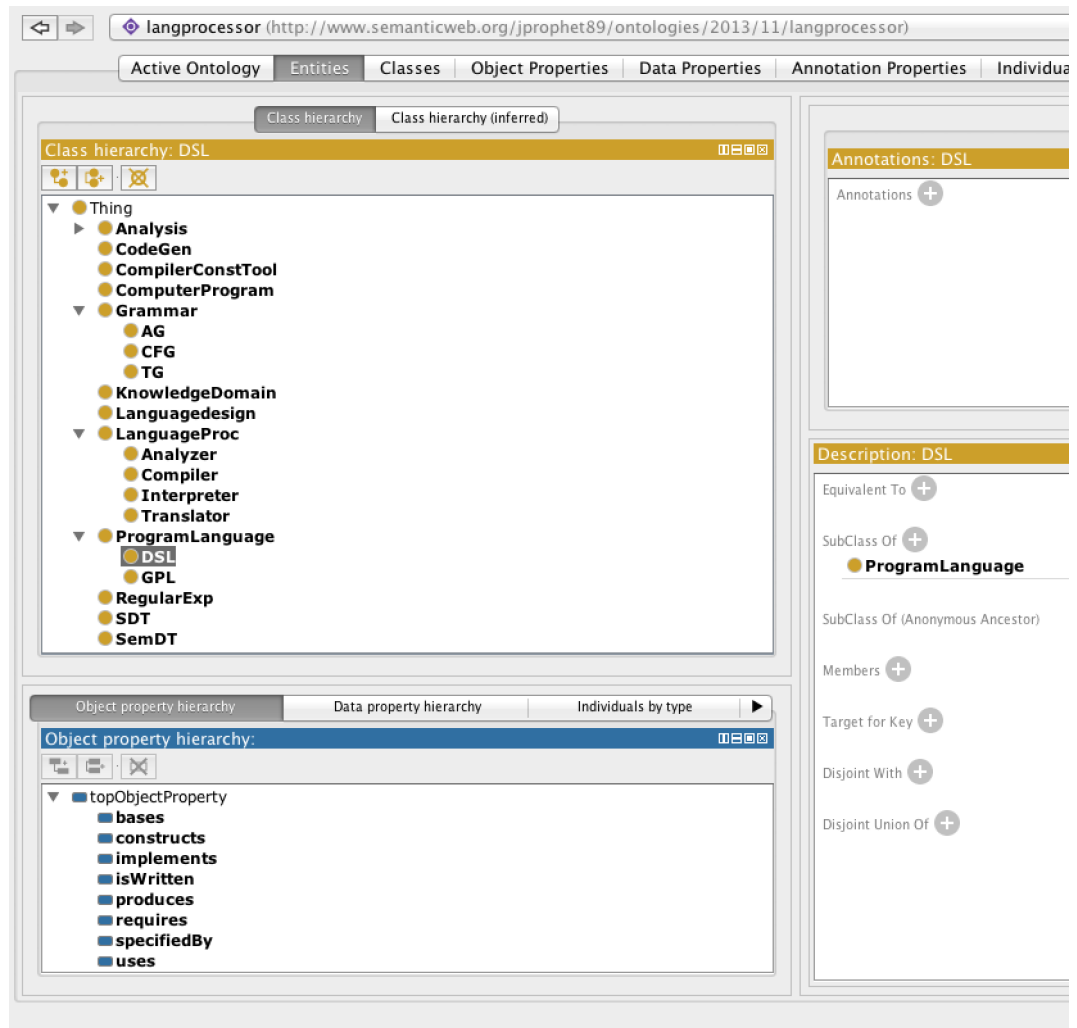 langprocessor (http://www.semanticweb.org/jprophet89/ontologies/2013/11/langprocessor)
Active Ontology Entities Classes Object Properties Data Properties Annotation Properties Individua
Class hierarchy Class hierarchy (inferred)
Class hierarchy: DSL
Thing
Analysis
CodeGen
CompilerConstTool
ComputerProgram
Grammar
AG
CFG
TG
KnowledgeDomain
Languagedesign
LanguageProc
Analyzer
Compiler
Interpreter
Translator
ProgramLanguage
DSL
GPL
RegularExp
SDT
SemDT
Object property hierarchy Data property hierarchy Individuals by type
Object property hierarchy:
topObjectProperty
bases
constructs
implements
isWritten
produces
requires
specifiedBy
uses
Annotations: DSL
Annotations
Description: DSL
Equivalent To
SubClass Of
ProgramLanguage
SubClass Of (Anonymous Ancestor)
Members
Target for Key
Disjoint With
Disjoint Union Of